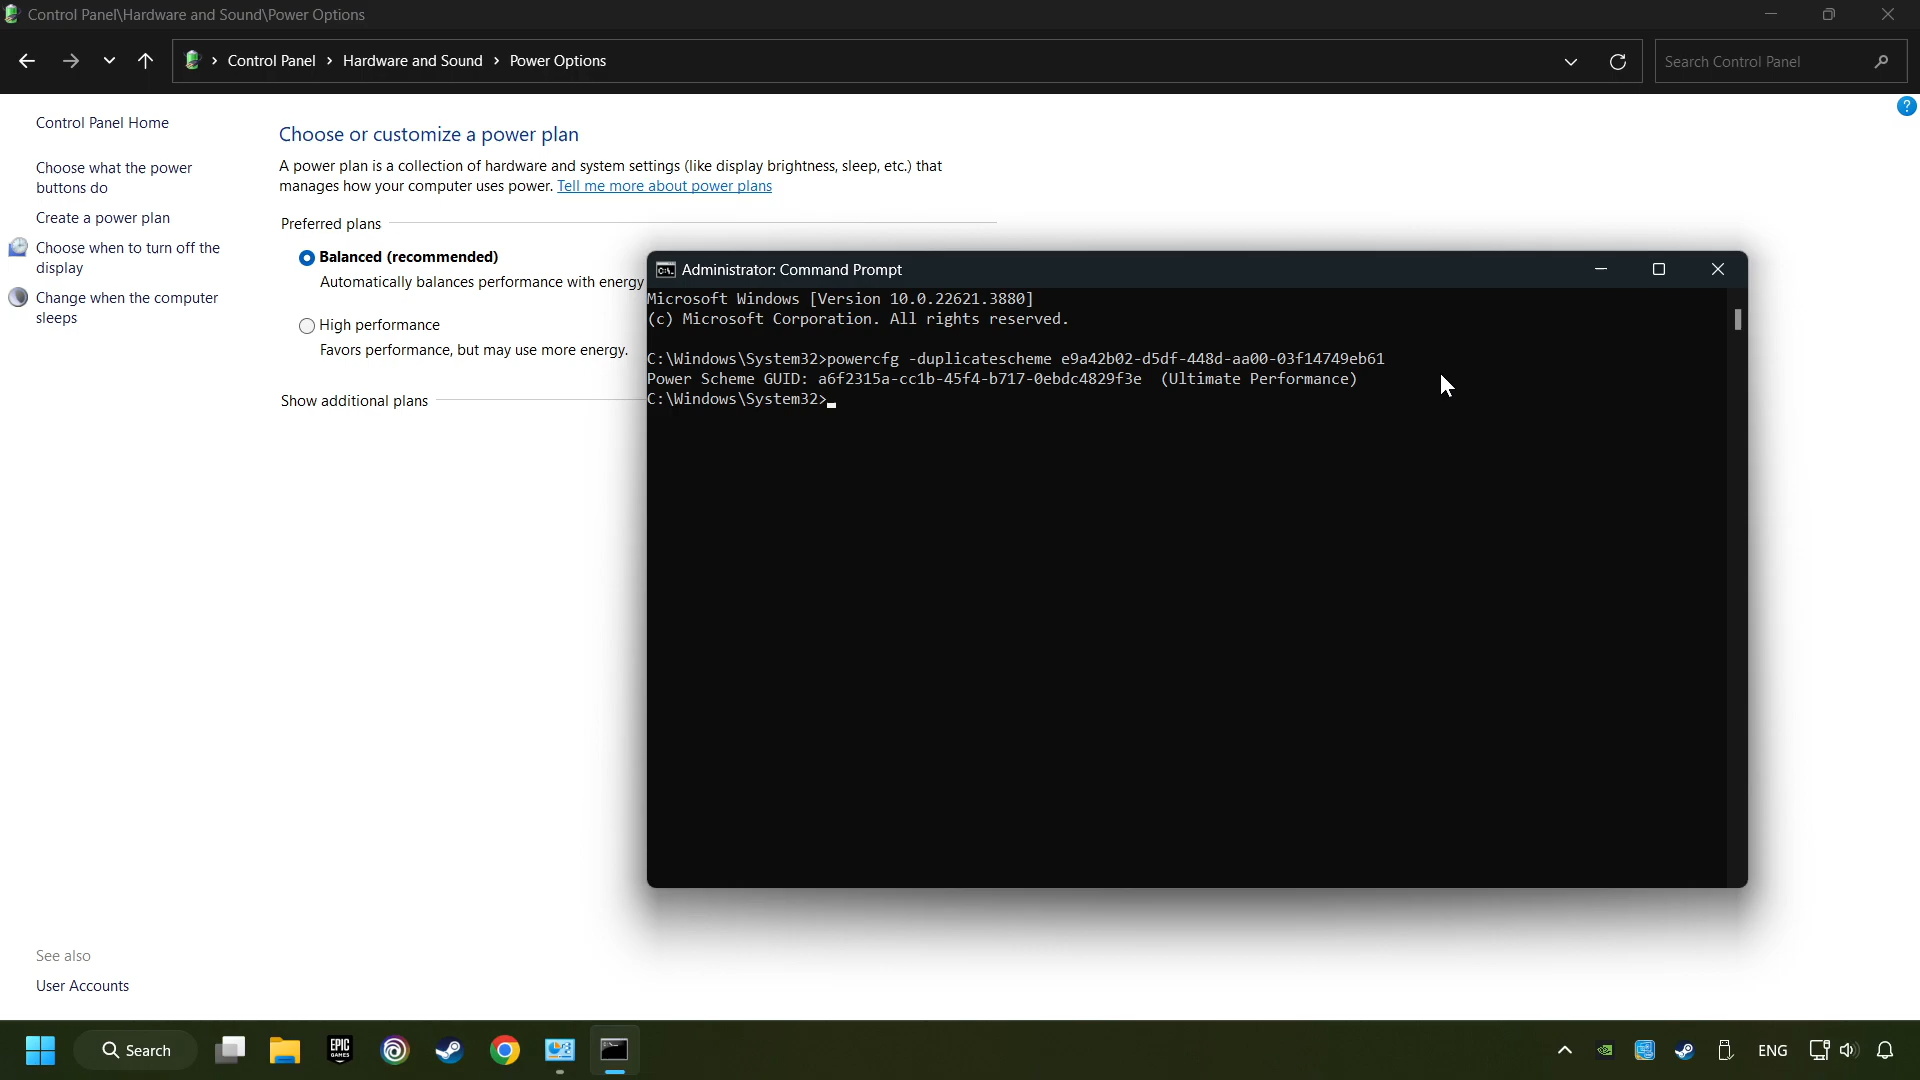 Control Panel\Hardware and Sound\Power Options
Control Panel › Hardware and Sound › Power Options
Search Control Panel
Control Panel Home
Choose what the power
buttons do
Create a power plan
Choose when to turn off the
display
Change when the computer
sleeps
Choose or customize a power plan
A power plan is a collection of hardware and system settings (like display brightness, sleep, etc.) that
manages how your computer uses power. Tell me more about power plans
Preferred plans
Balanced (recommended)
Automatically balances performance with energy
High performance
Favors performance, but may use more energy.
Show additional plans
Administrator: Command Prompt
Microsoft Windows [Version 10.0.22621.3880]
(c) Microsoft Corporation. All rights reserved.
C:\Windows\System32>powercfg -duplicatescheme e9a42b02-d5df-448d-aa00-03f14749eb61
Power Scheme GUID: a6f2315a-cc1b-45f4-b717-0ebdc4829f3e  (Ultimate Performance)
C:\Windows\System32>
See also
User Accounts
Search
EPIC
GAMES
ENG